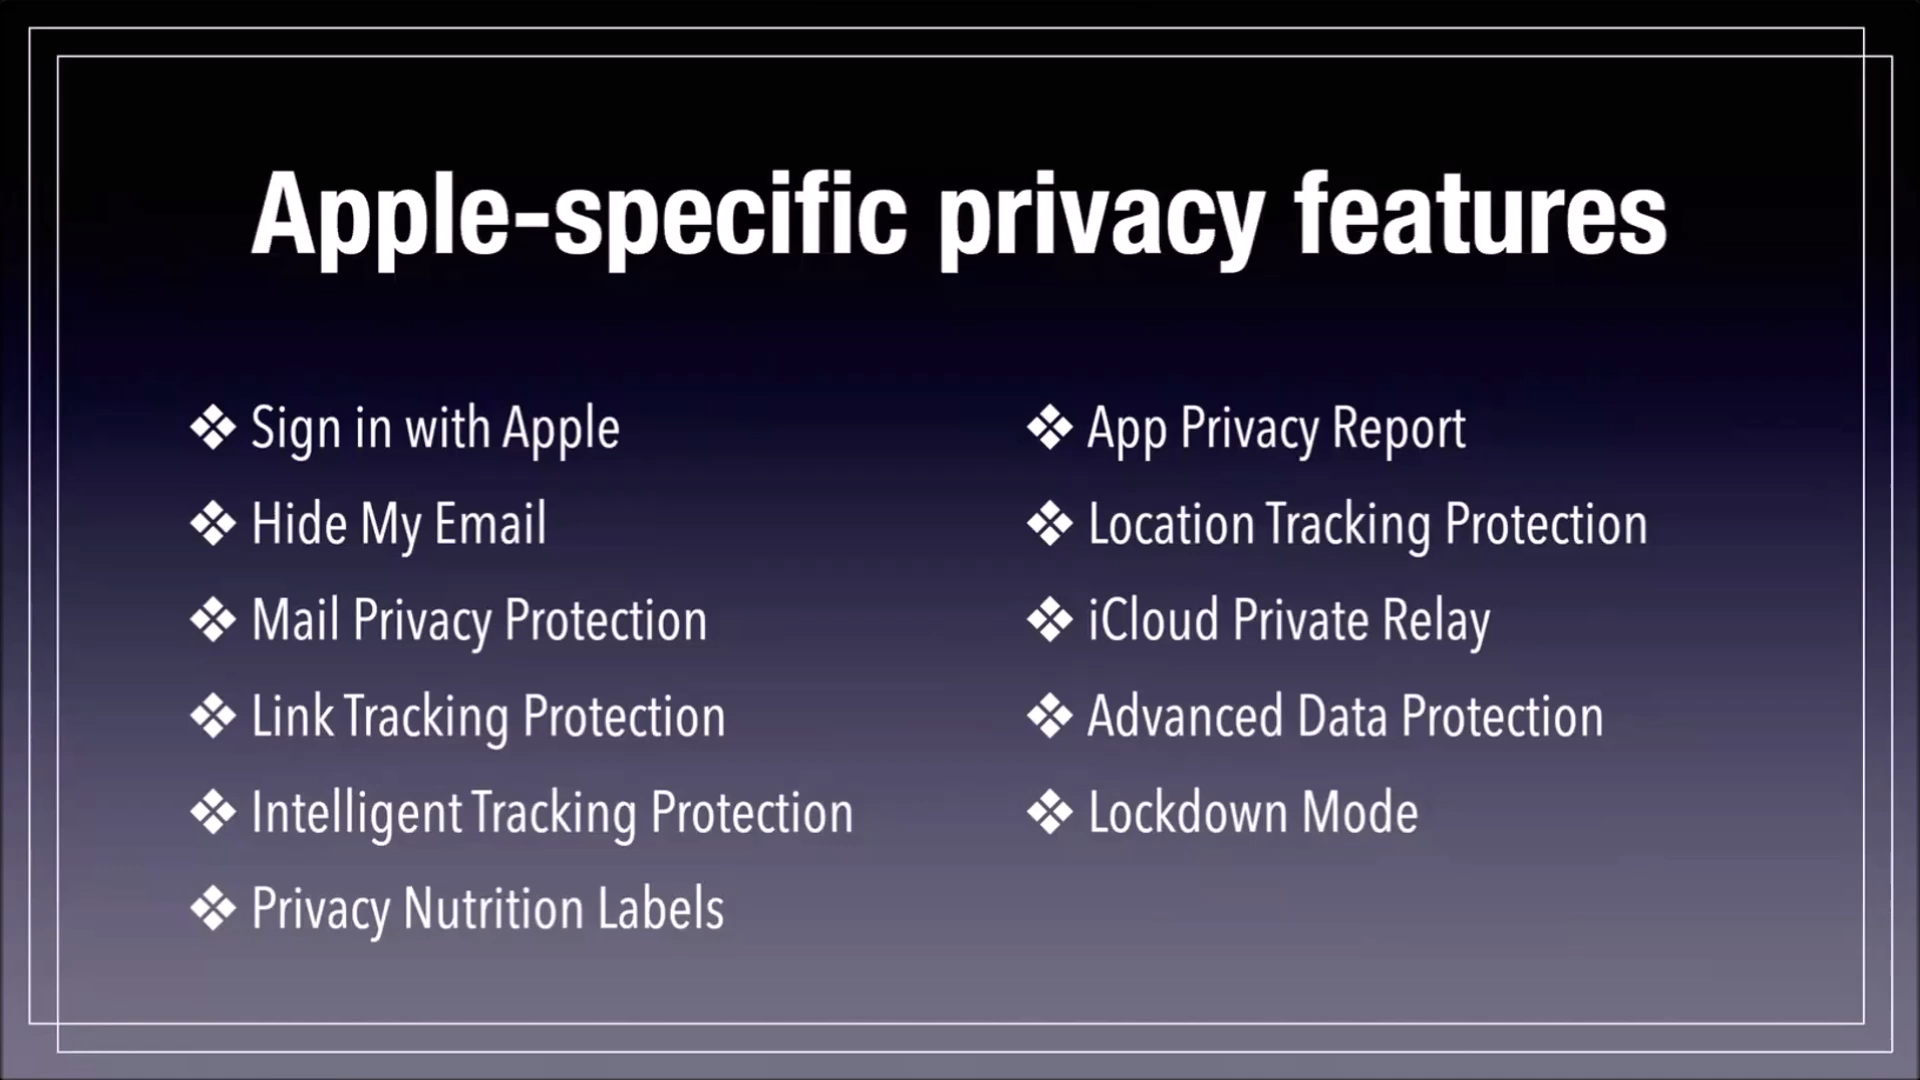 Apple-specific privacy features
❖ Sign in with Apple
❖ Hide My Email
❖ Mail Privacy Protection
❖ Link Tracking Protection
❖ Intelligent Tracking Protection
❖ Privacy Nutrition Labels
❖ App Privacy Report
❖ Location Tracking Protection
❖ iCloud Private Relay
❖ Advanced Data Protection
❖ Lockdown Mode